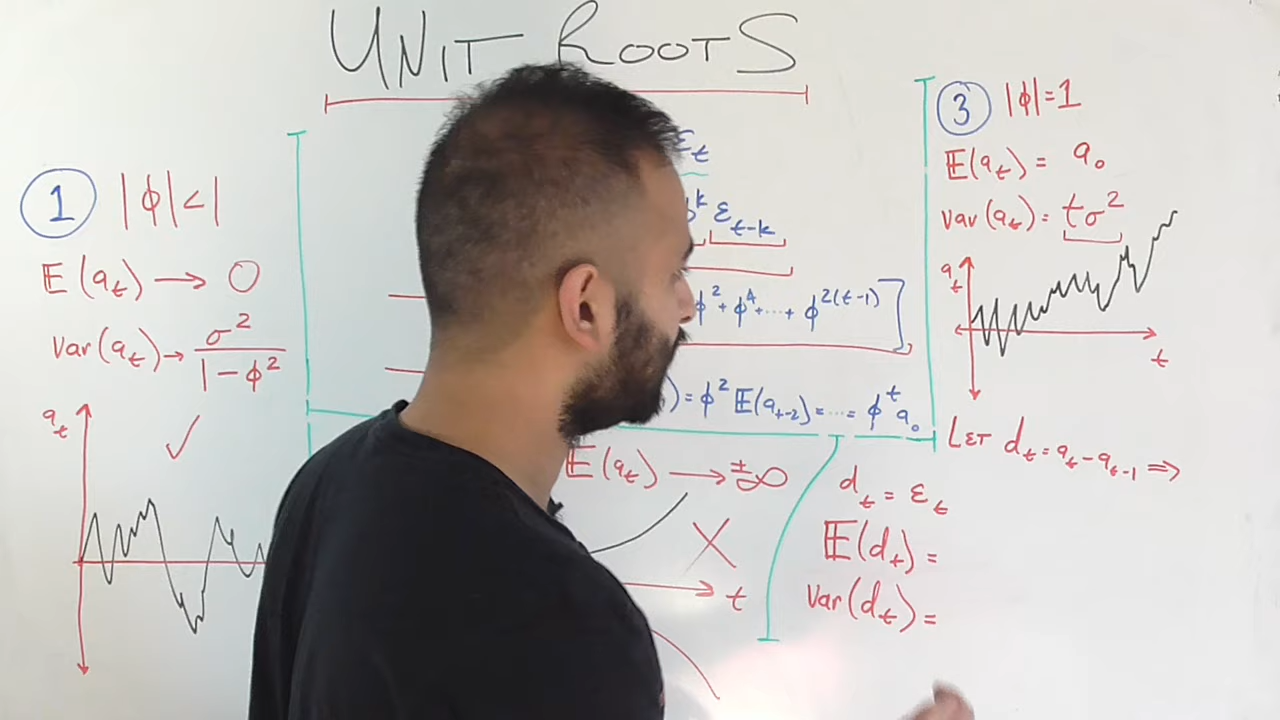 UNIT ROOTS
1 |ϕ|<1
𝔼(a_t) → 0
Var(a_t) → σ²/(1-ϕ²)
a_t
✓
ε_t
ϕ^k ε_{t-k}
ϕ²+ϕ⁴+....+ϕ^{2(t-1)}]
)=ϕ²𝔼(a_{t-2})=....=ϕ^t a_0
𝔼(a_t) → ±∞
t
d_t = ε_t
𝔼(d_t) =
Var(d_t) =
3 |ϕ|=1
𝔼(a_t) = a_0
Var(a_t) = tσ²
a_t
t
LET d_t = a_t - a_{t-1} ⇒